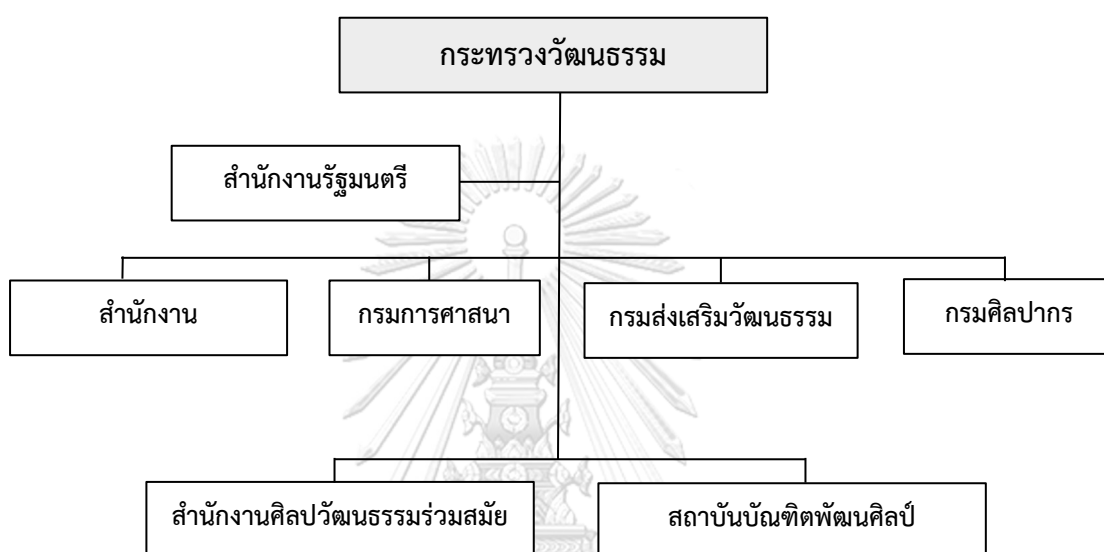 กระทรวงวัฒนธรรม
สำนักงานรัฐมนตรี
สำนักงาน
กรมการศาสนา
กรมส่งเสริมวัฒนธรรม
กรมศิลปากร
สำนักงานศิลปวัฒนธรรมร่วมสมัย
สถาบันบัณฑิตพัฒนศิลป์